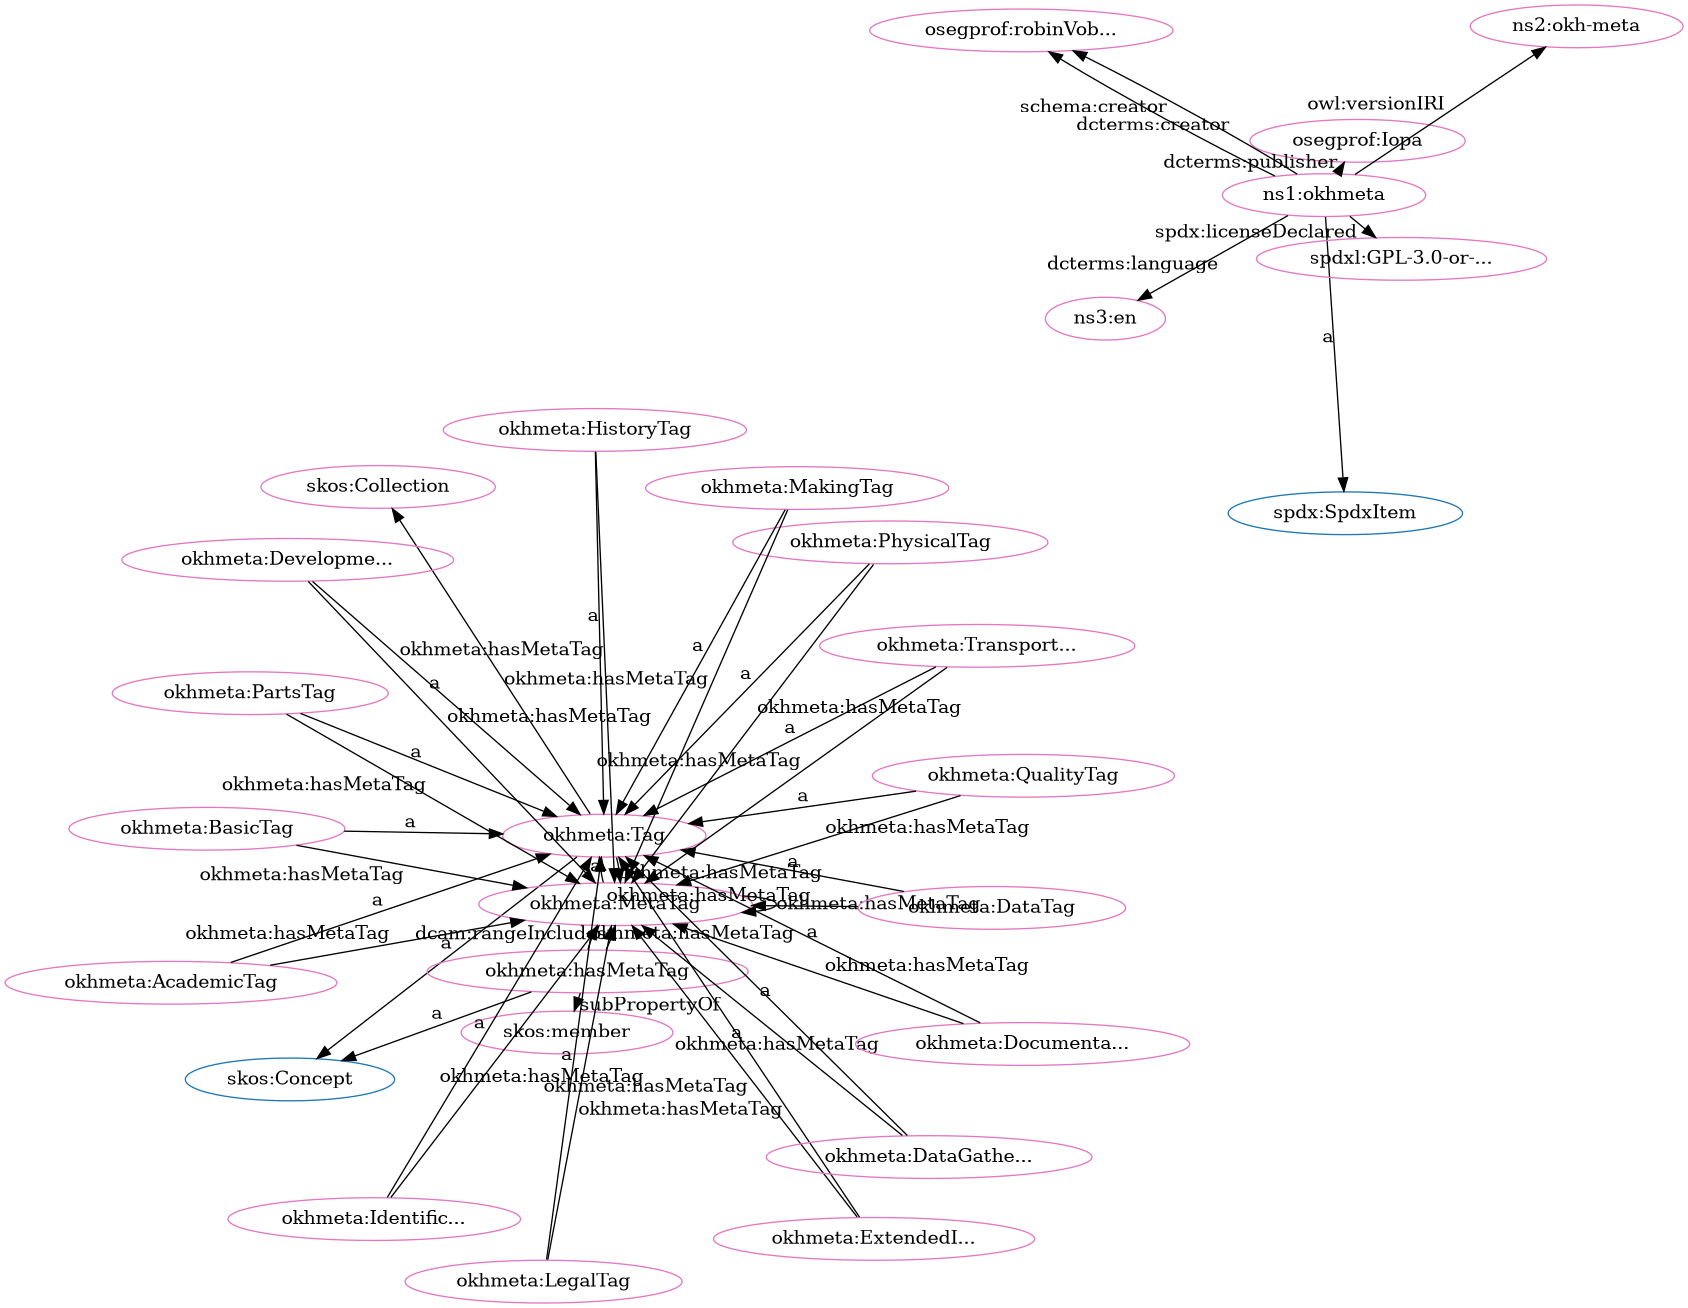 osegprof:robinVob...
ns2:okh-meta
schema:creator
owl:versionIRI
dcterms:creator
osegprof:Iopa
dcterms:publisher
ns1:okhmeta
spdx:licenseDeclared
dcterms:language
spdxl:GPL-3.0-or-...
ns3:en
a
okhmeta:HistoryTag
skos:Collection
okhmeta:MakingTag
spdx:SpdxItem
okhmeta:PhysicalTag
okhmeta:Developme...
a
okhmeta:hasMetaTag
a
okhmeta:Transport...
okhmeta:hasMetaTag
a
a
okhmeta:PartsTag
okhmeta:hasMetaTag
okhmeta:hasMetaTag
a
a
okhmeta:hasMetaTag
okhmeta:QualityTag
okhmeta:hasMetaTag
a
okhmeta:BasicTag
a
okhmeta:Tag
okhmeta:hasMetaTag
okhmeta:hasMetaTag
a
okhmeta:hasMetaTag
a
okhmeta:hasMetaTag
a
okhmeta:MetaTag
okhmeta:hasMetaTag
okhmeta:DataTag
okhmeta:hasMetaTag
dcam:rangeIncludes
okhmeta:hasMetaTag
a
a
okhmeta:AcademicTag
okhmeta:hasMetaTag
okhmeta:hasMetaTag
a
subPropertyOf
a
a
skos:member
a
okhmeta:hasMetaTag
okhmeta:Documenta...
a
skos:Concept
okhmeta:hasMetaTag
okhmeta:hasMetaTag
okhmeta:hasMetaTag
okhmeta:DataGathe...
okhmeta:Identific...
okhmeta:ExtendedI...
okhmeta:LegalTag